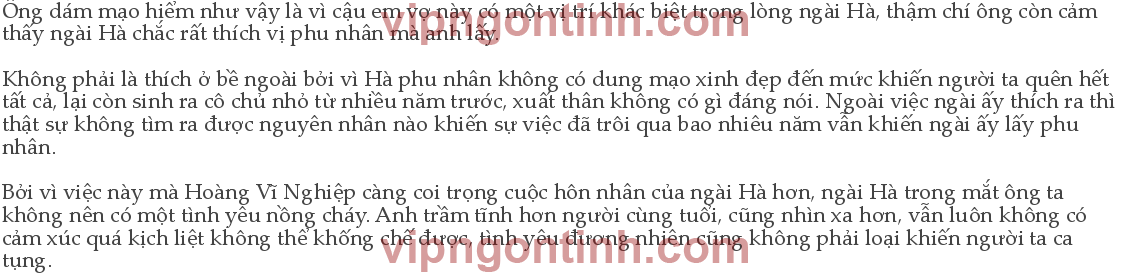 Ông dám mạo hiểm như vậy là vì cậu em vợ này có một vị trí khác biệt trong lòng ngài Hà, thậm chí ông còn cảm
thấy ngài Hà chắc rất thích vị phu nhân mà anh lấy.
vipngontinh.com
Không phải là thích ở bề ngoài bởi vì Hà phu nhân không có dung mạo xinh đẹp đến mức khiến người ta quên hết
tất cả, lại còn sinh ra cô chủ nhỏ từ nhiều năm trước, xuất thân không có gì đáng nói. Ngoài việc ngài ấy thích ra thì
thật sự không tìm ra được nguyên nhân nào khiến sự việc đã trôi qua bao nhiêu năm vẫn khiến ngài ấy lấy phu
nhân.
Bởi vì việc này mà Hoàng Vĩ Nghiệp càng coi trọng cuộc hôn nhân của ngài Hà hơn, ngài Hà trong mắt ông ta
không nên có một tình yêu nồng cháy. Anh trầm tĩnh hơn người cùng tuổi, cũng nhìn xa hơn, vẫn luôn không có
cảm xúc quá kịch liệt không thể khống chế được, tình yêu đương nhiên cũng không phải loại khiến người ta ca
tụng.
vipngontinh.com